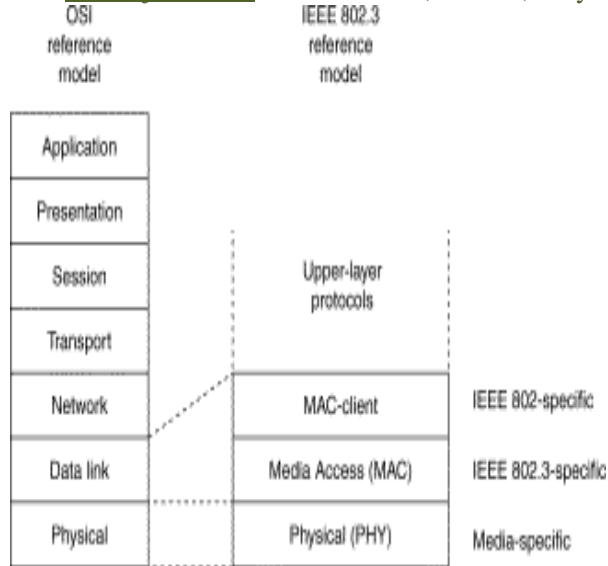 OSI
reference
model
IEEE 802.3
reference
model
Application
Presentation
Session
Transport
Network
Data link
Physical
Upper-layer
protocols
MAC-client
Media Access (MAC)
Physical (PHY)
IEEE 802-specific
IEEE 802.3-specific
Media-specific